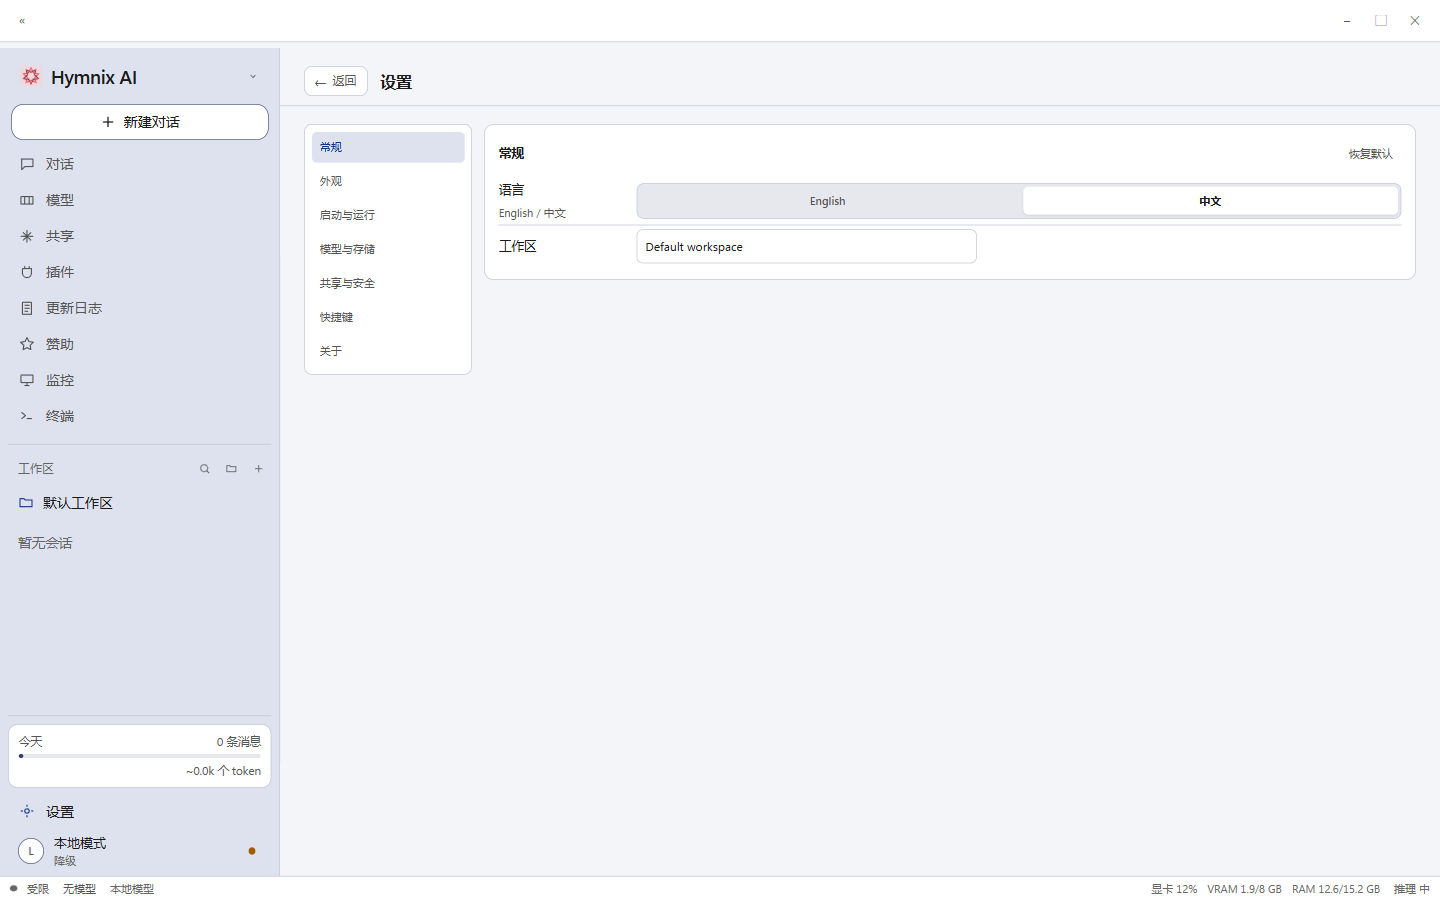 «
Hymnix AI
新建对话
对话
模型
共享
插件
更新日志
赞助
监控
终端
工作区
默认工作区
暂无会话
今天 0 条消息
~0.0k 个 token
设置
L
本地模式
降级
← 返回 设置
常规
外观
启动与运行
模型与存储
共享与安全
快捷键
关于
常规 恢复默认
语言
English / 中文
English 中文
工作区 Default workspace
受限 无模型 本地模型 显卡 12% VRAM 1.9/8 GB RAM 12.6/15.2 GB 推理 中